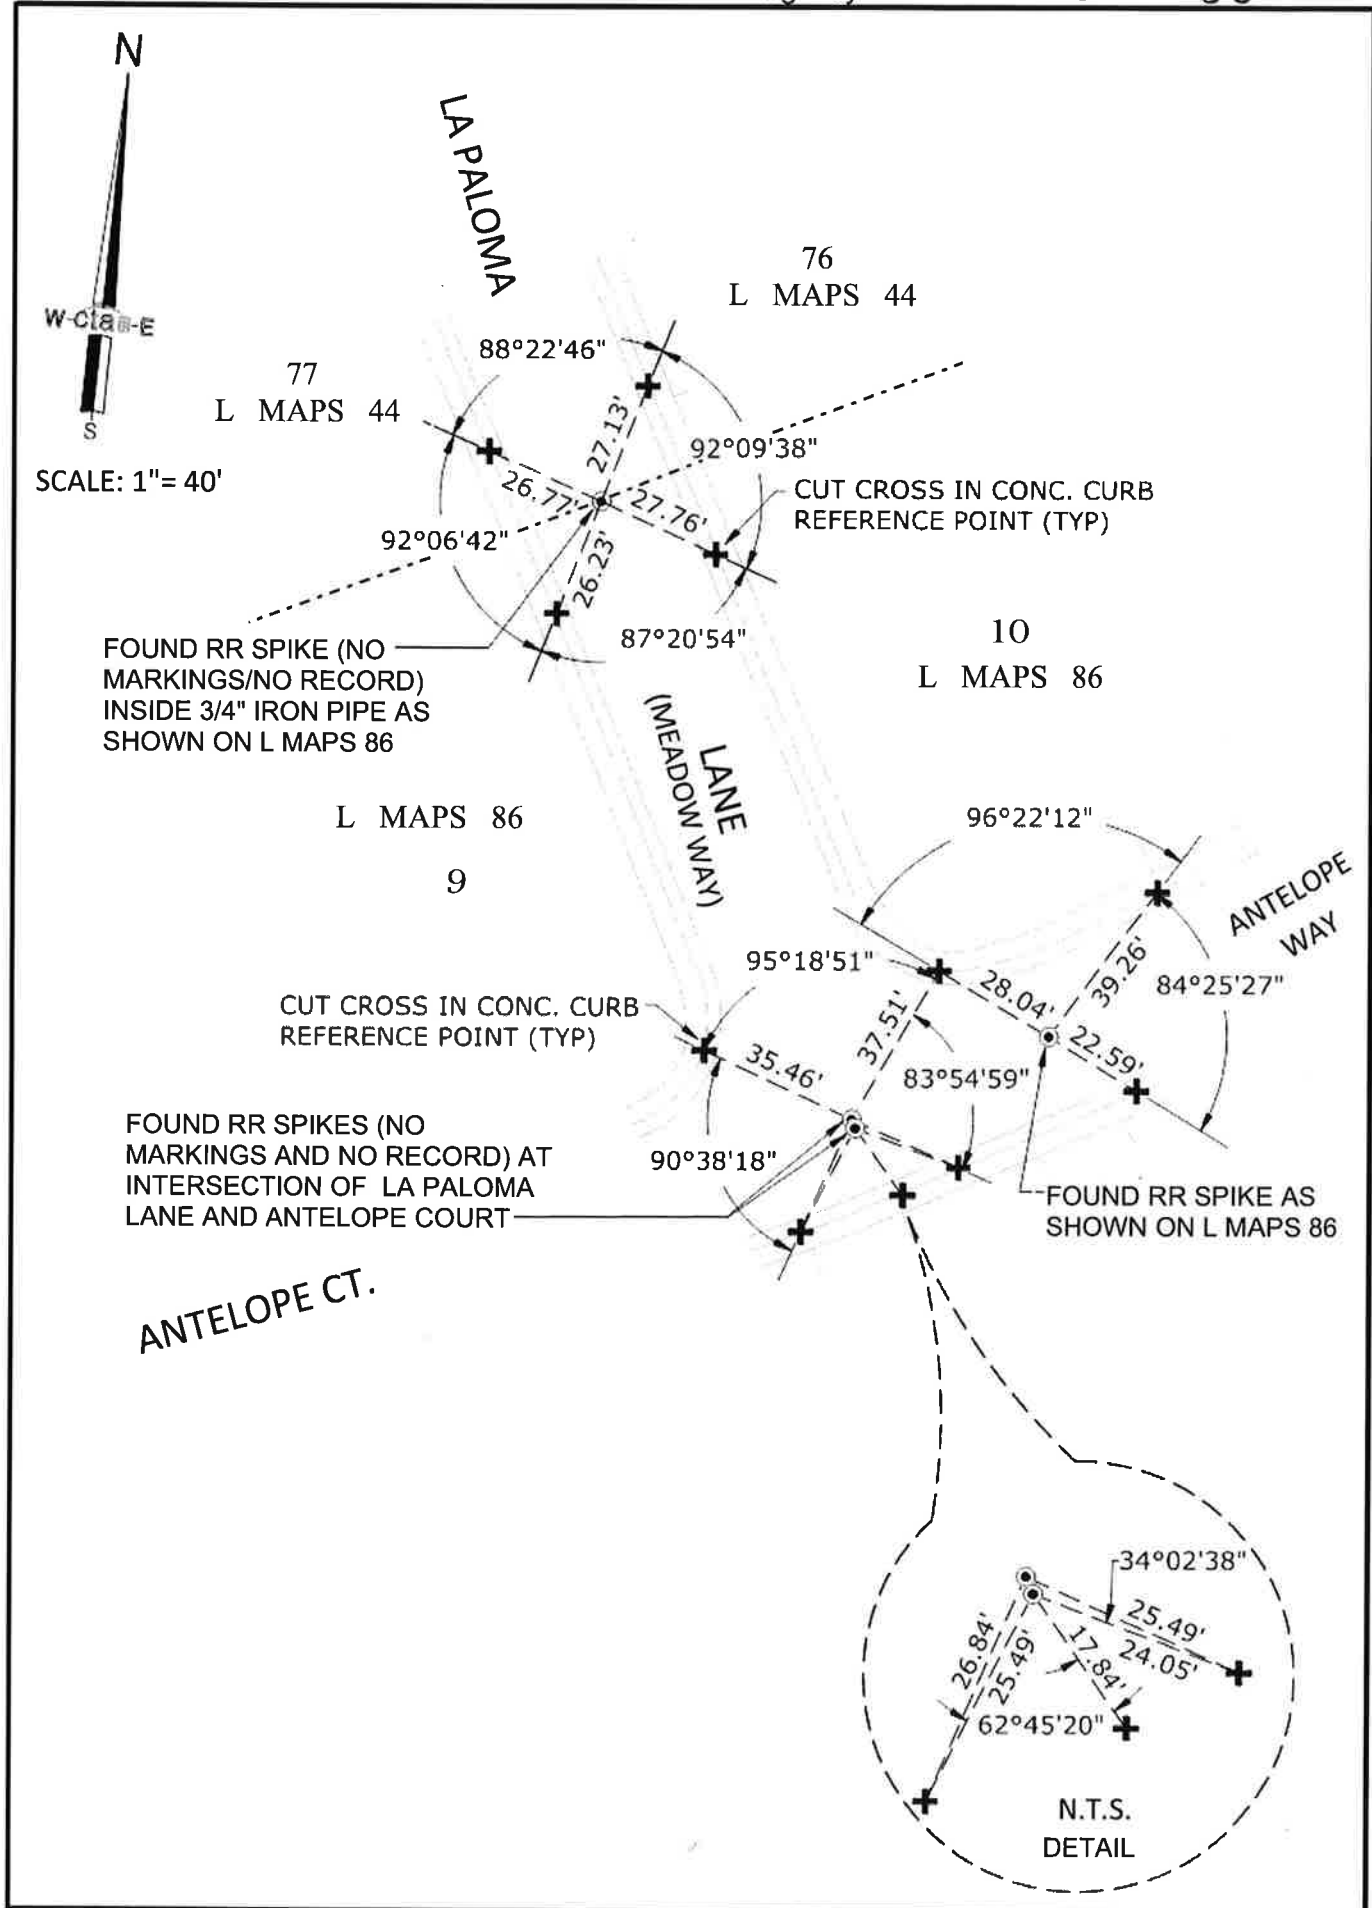 N
W-cta -E
S
SCALE: 1"= 40'
LA PALOMA
76
L MAPS 44
77
L MAPS 44
88°22'46"
27.13'
92°09'38"
26.77'
27.76'
CUT CROSS IN CONC. CURB
REFERENCE POINT (TYP)
92°06'42"
26.23'
87°20'54"
FOUND RR SPIKE (NO
MARKINGS/NO RECORD)
INSIDE 3/4" IRON PIPE AS
SHOWN ON L MAPS 86
10
L MAPS 86
LANE
(MEADOW WAY)
L MAPS 86
9
96°22'12"
ANTELOPE
WAY
95°18'51"
28.04'
39.26'
84°25'27"
CUT CROSS IN CONC. CURB
REFERENCE POINT (TYP)
37.51'
22.59'
35.46'
83°54'59"
FOUND RR SPIKES (NO
MARKINGS AND NO RECORD) AT
INTERSECTION OF LA PALOMA
LANE AND ANTELOPE COURT
90°38'18"
FOUND RR SPIKE AS
SHOWN ON L MAPS 86
ANTELOPE CT.
34°02'38"
25.49'
24.05'
17.84'
26.84'
25.49'
62°45'20"
N.T.S.
DETAIL